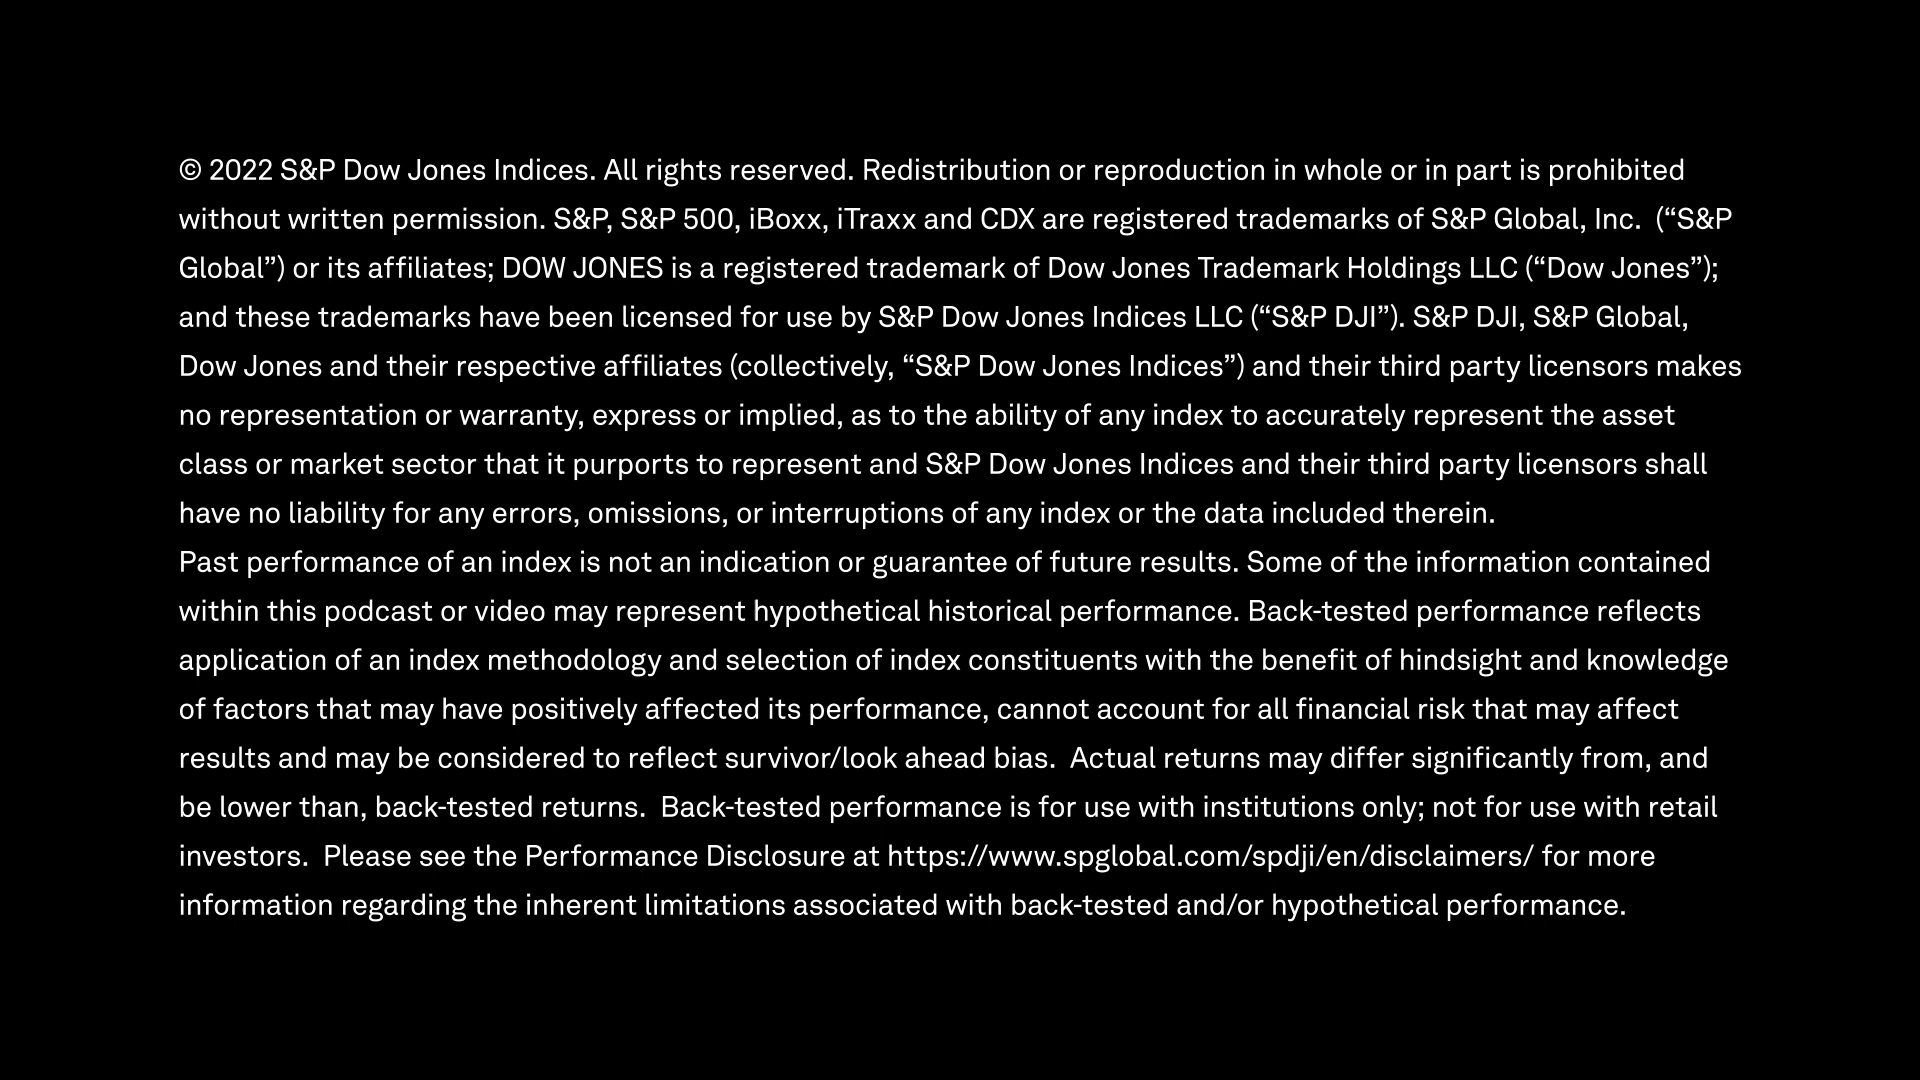 © 2022 S&P Dow Jones Indices. All rights reserved. Redistribution or reproduction in whole or in part is prohibited
without written permission. S&P, S&P 500, iBoxx, iTraxx and CDX are registered trademarks of S&P Global, Inc.  (“S&P
Global”) or its affiliates; DOW JONES is a registered trademark of Dow Jones Trademark Holdings LLC (“Dow Jones”);
and these trademarks have been licensed for use by S&P Dow Jones Indices LLC (“S&P DJI”). S&P DJI, S&P Global,
Dow Jones and their respective affiliates (collectively, “S&P Dow Jones Indices”) and their third party licensors makes
no representation or warranty, express or implied, as to the ability of any index to accurately represent the asset
class or market sector that it purports to represent and S&P Dow Jones Indices and their third party licensors shall
have no liability for any errors, omissions, or interruptions of any index or the data included therein.
Past performance of an index is not an indication or guarantee of future results. Some of the information contained
within this podcast or video may represent hypothetical historical performance. Back-tested performance reflects
application of an index methodology and selection of index constituents with the benefit of hindsight and knowledge
of factors that may have positively affected its performance, cannot account for all financial risk that may affect
results and may be considered to reflect survivor/look ahead bias.  Actual returns may differ significantly from, and
be lower than, back-tested returns.  Back-tested performance is for use with institutions only; not for use with retail
investors.  Please see the Performance Disclosure at https://www.spglobal.com/spdji/en/disclaimers/ for more
information regarding the inherent limitations associated with back-tested and/or hypothetical performance.